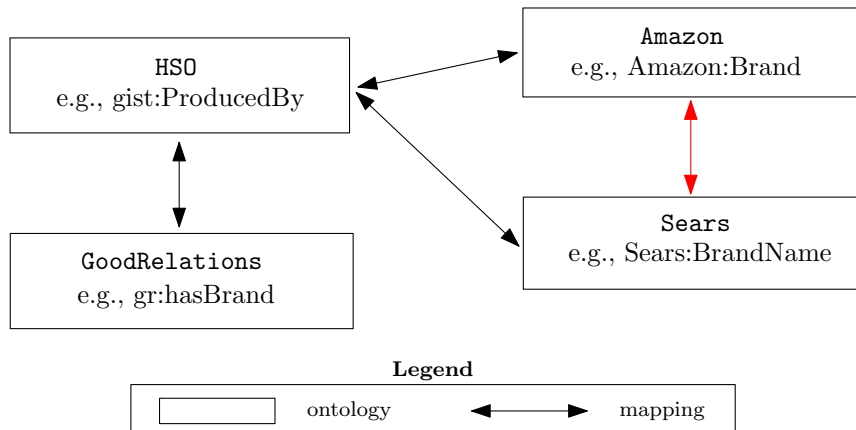 HSO
e.g., gist:ProducedBy
Amazon
e.g., Amazon:Brand
GoodRelations
e.g., gr:hasBrand
Sears
e.g., Sears:BrandName
Legend
ontology
mapping